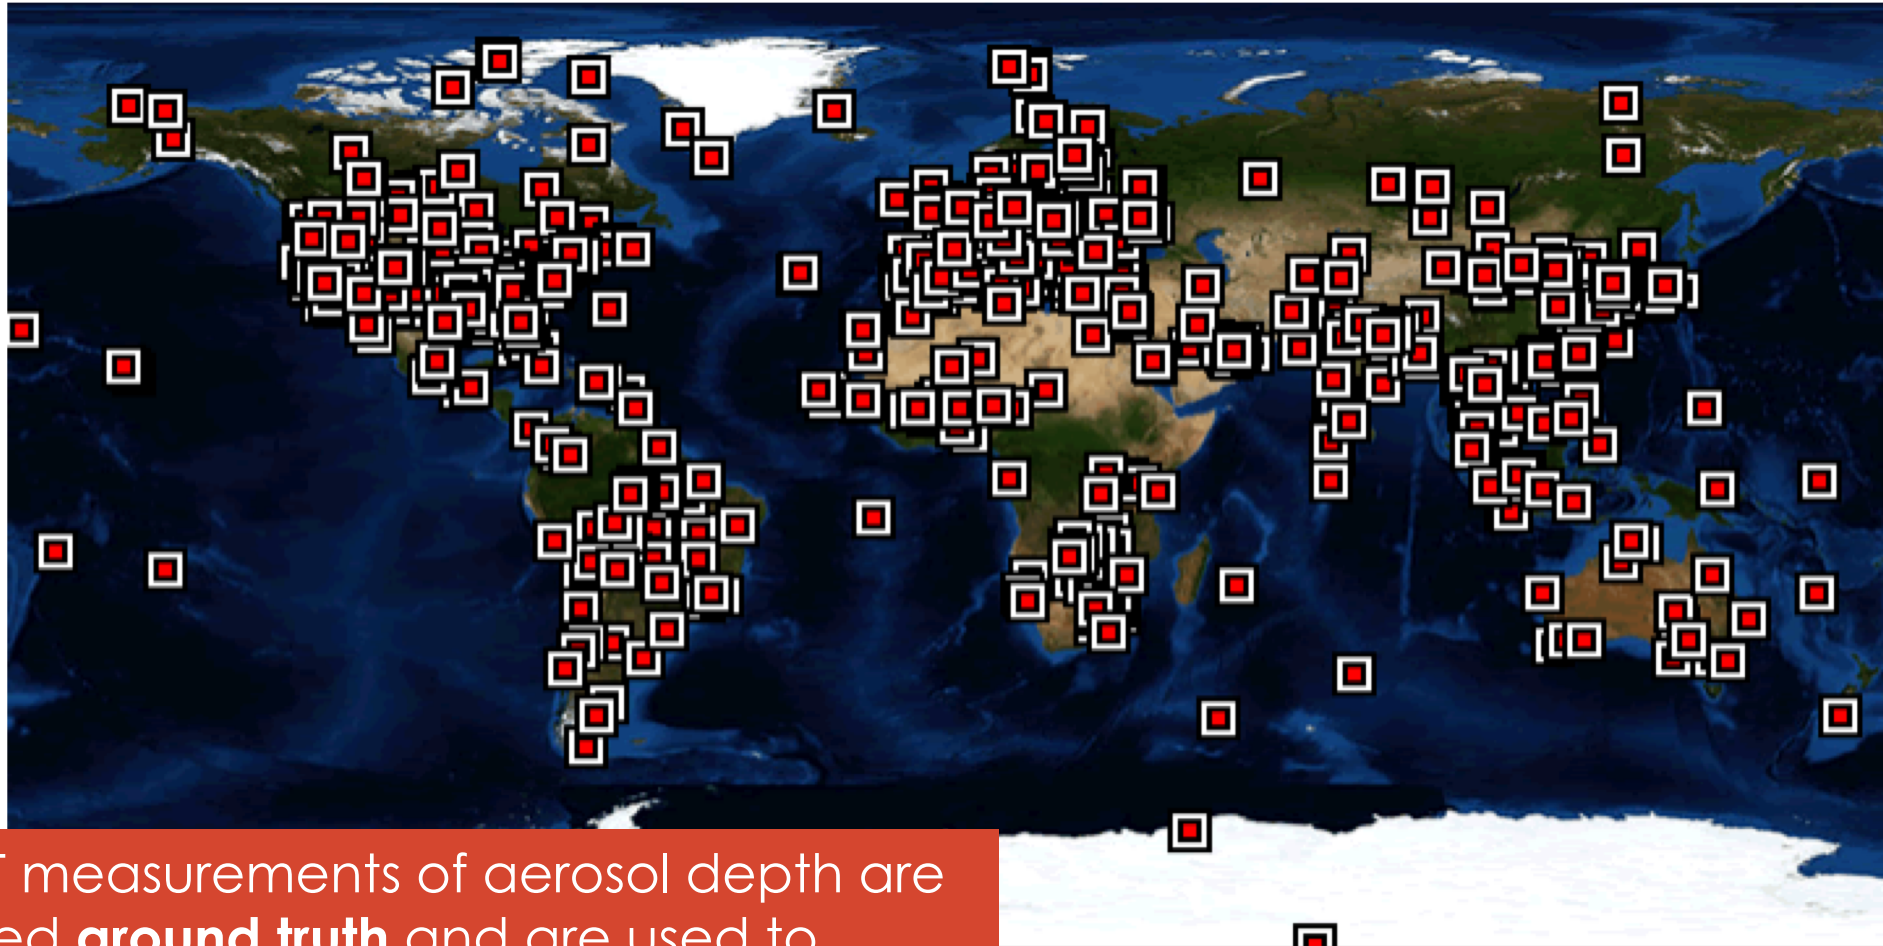 measurements of aerosol depth are
ground truth and are used to